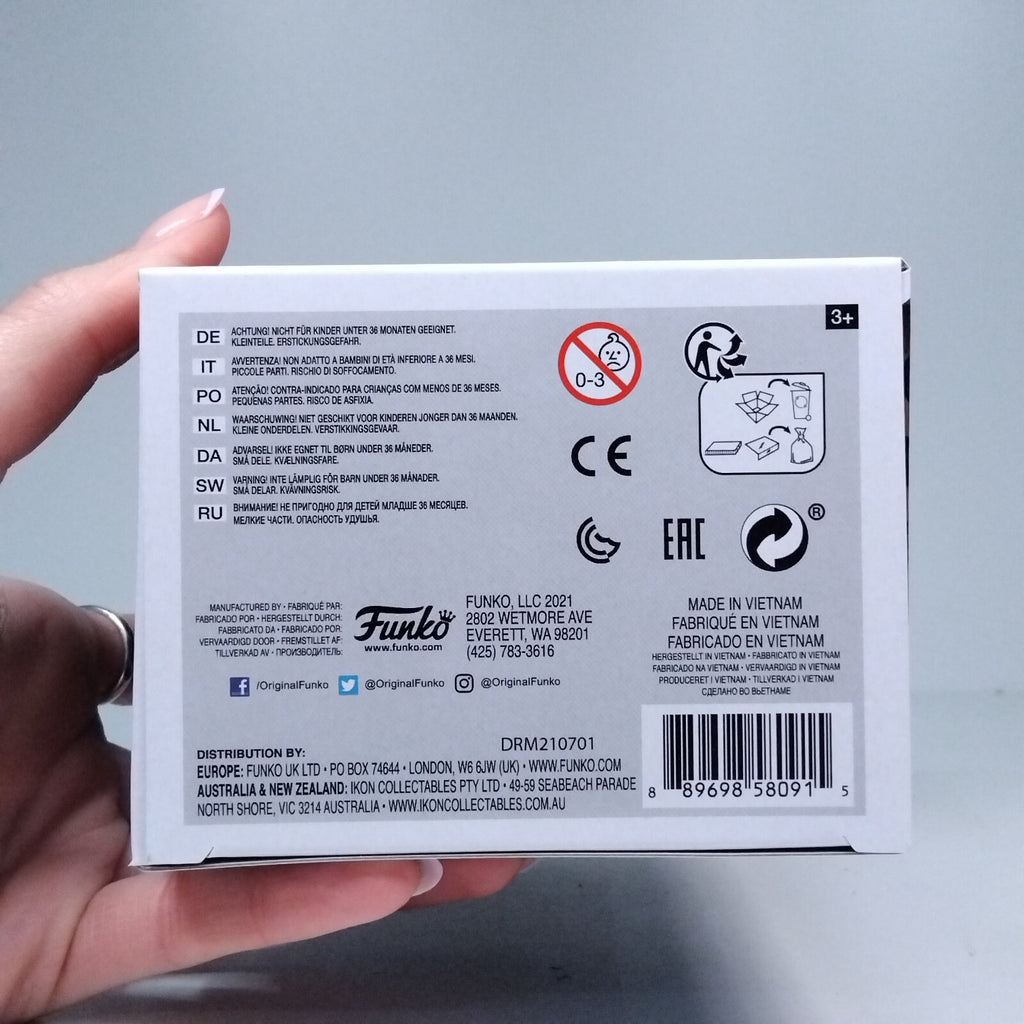 3+
DE ACHTUNG! NICHT FÜR KINDER UNTER 36 MONATEN GEEIGNET.
KLEINTEILE. ERSTICKUNGSGEFAHR.
IT AVVERTENZA! NON ADATTO A BAMBINI DI ETÀ INFERIORE A 36 MESI.
PICCOLE PARTI. RISCHIO DI SOFFOCAMENTO.
PO ATENÇÃO! CONTRA-INDICADO PARA CRIANÇAS COM MENOS DE 36 MESES.
PEQUENAS PARTES. RISCO DE ASFIXIA.
NL WAARSCHUWING! NIET GESCHIKT VOOR KINDEREN JONGER DAN 36 MAANDEN.
KLEINE ONDERDELEN. VERSTIKKINGSGEVAAR.
DA ADVARSEL! IKKE EGNET TIL BØRN UNDER 36 MÅNEDER.
SMÅ DELE. KVÆLNINGSFARE.
SW VARNING! INTE LÄMPLIG FÖR BARN UNDER 36 MÅNADER.
SMÅ DELAR. KVÄVNINGSRISK.
RU ВНИМАНИЕ! НЕ ПРИГОДНО ДЛЯ ДЕТЕЙ МЛАДШЕ 36 МЕСЯЦЕВ.
МЕЛКИЕ ЧАСТИ. ОПАСНОСТЬ УДУШЬЯ.
0-3
CE
EAC
®
MANUFACTURED BY • FABRIQUÉ PAR:
FABRICADO POR • HERGESTELLT DURCH:
FABBRICATO DA • FABRICADO POR:
VERVAARDIGD DOOR • FREMSTILLET AF:
TILLVERKAD AV • ПРОИЗВОДИТЕЛЬ:
Funko
www.funko.com
FUNKO, LLC 2021
2802 WETMORE AVE
EVERETT, WA 98201
(425) 783-3616
/OriginalFunko @OriginalFunko @OriginalFunko
MADE IN VIETNAM
FABRIQUÉ EN VIETNAM
FABRICADO EN VIETNAM
HERGESTELLT IN VIETNAM • FABBRICATO IN VIETNAM
FABRICADO NA VIETNAM • VERVAARDIGD IN VIETNAM
PRODUCERET I VIETNAM • TILLVERKAD I VIETNAM
СДЕЛАНО ВО ВЬЕТНАМЕ
DRM210701
DISTRIBUTION BY:
EUROPE: FUNKO UK LTD • PO BOX 74644 • LONDON, W6 6JW (UK) • WWW.FUNKO.COM
AUSTRALIA & NEW ZEALAND: IKON COLLECTABLES PTY LTD • 49-59 SEABEACH PARADE
NORTH SHORE, VIC 3214 AUSTRALIA • WWW.IKONCOLLECTABLES.COM.AU
8 89698 58091 5